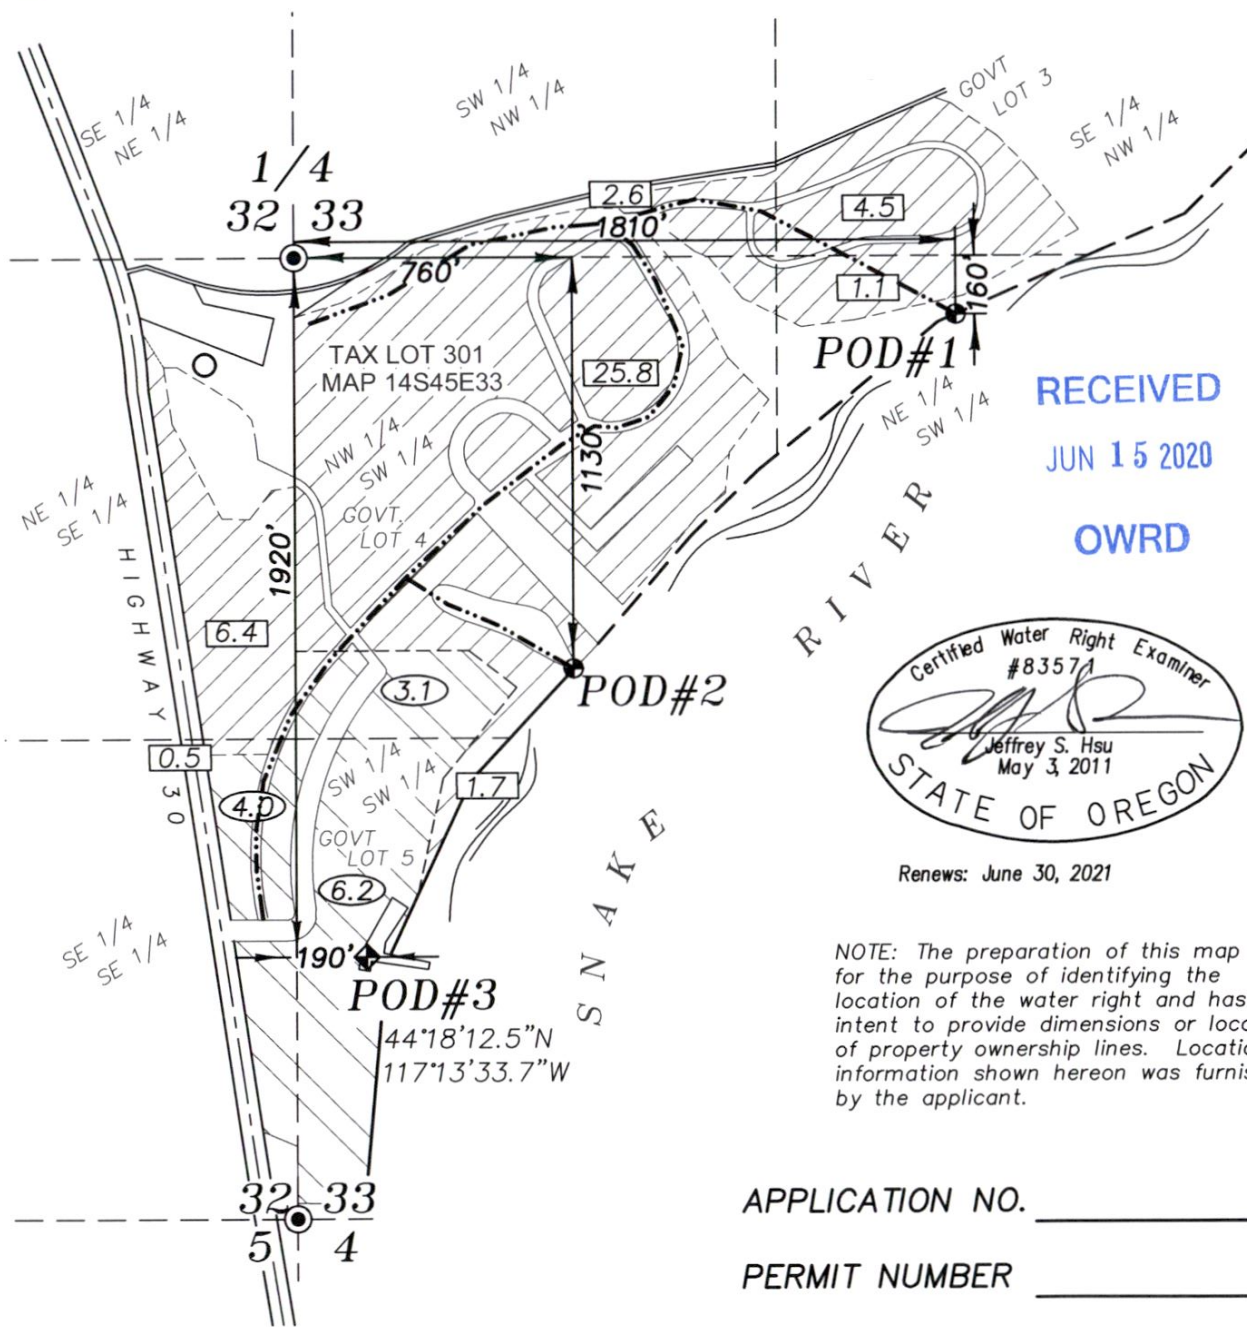 SE 1/4
NE 1/4
SW 1/4
NW 1/4
GOVT
LOT 3
SE 1/4
NW 1/4
1/4
32 33
2.6
1810'
4.5
760'
1.1
160'
POD#1
TAX LOT 301
MAP 14S45E33
25.8
NE 1/4
SW 1/4
RECEIVED
JUN 15 2020
OWRD
NW 1/4
SW 1/4
1130'
NE 1/4
SE 1/4
GOVT.
LOT 4
1920'
HIGHWAY 30
6.4
3.1
POD#2
SNAKE RIVER
Certified Water Right Examiner
#83571
Jeffrey S. Hsu
May 3, 2011
STATE OF OREGON
Renews: June 30, 2021
0.5
SW 1/4
SW 1/4
1.7
4.0
GOVT
LOT 5
6.2
SE 1/4
SE 1/4
190'
POD#3
44°18'12.5"N
117°13'33.7"W
NOTE: The preparation of this map
for the purpose of identifying the
location of the water right and has
intent to provide dimensions or loc
of property ownership lines. Locatio
information shown hereon was furnis
by the applicant.
32 33
5 4
APPLICATION NO.
PERMIT NUMBER